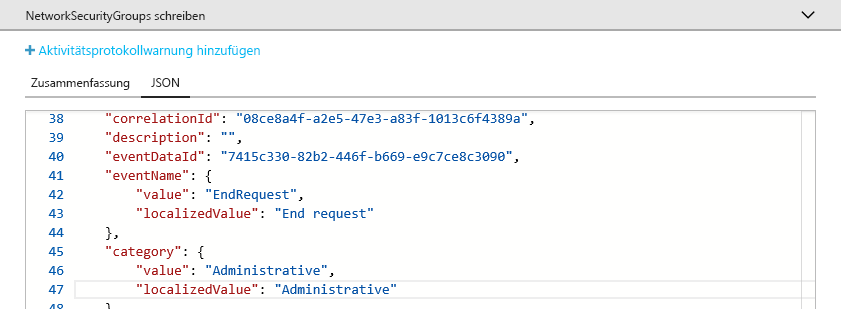 NetworkSecurityGroups schreiben
+ Aktivitätsprotokollwarnung hinzufügen
Zusammenfassung JSON
38 "correlationId": "08ce8a4f-a2e5-47e3-a83f-1013c6f4389a",
39 "description": "",
40 "eventDataId": "7415c330-82b2-446f-b669-e9c7ce8c3090",
41 "eventName": {
42 "value": "EndRequest",
43 "localizedValue": "End request"
44 },
45 "category": {
46 "value": "Administrative",
47 "localizedValue": "Administrative"
48 }